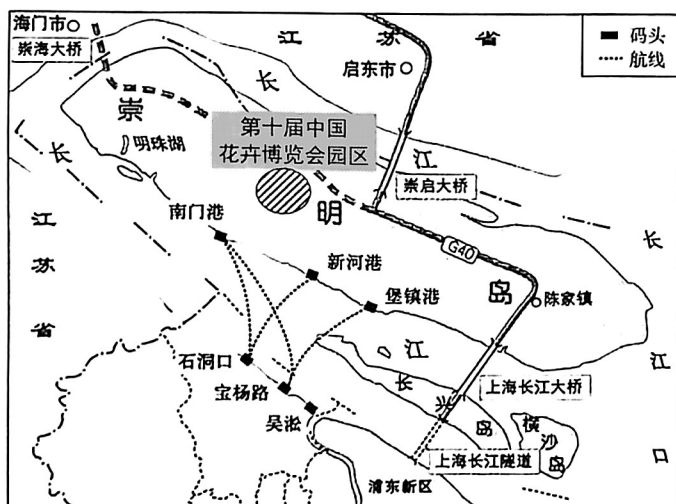 海门市
崇海大桥
江苏省
码头
航线
启东市
长
崇
第十届中国
花卉博览会园区
明珠湖
长
江
崇启大桥
江苏省
南门港
明
G40
长
新河港
岛
陈家镇
堡镇港
江
江
石洞口
长兴岛
上海长江大桥
宝杨路
横沙岛
吴淞
口
上海长江隧道
浦东新区